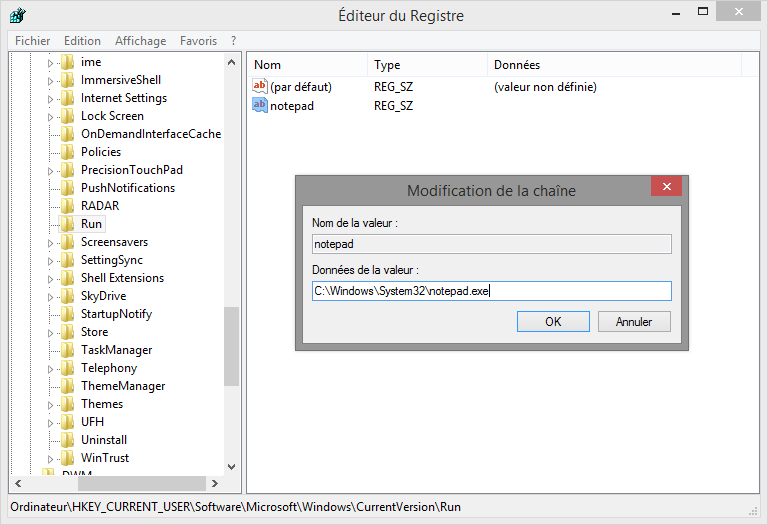 Éditeur du Registre
Fichier Edition Affichage Favoris ?
ime
ImmersiveShell
Internet Settings
Lock Screen
OnDemandInterfaceCache
Policies
PrecisionTouchPad
PushNotifications
RADAR
Run
Screensavers
SettingSync
Shell Extensions
SkyDrive
StartupNotify
Store
TaskManager
Telephony
ThemeManager
Themes
UFH
Uninstall
WinTrust
DWM
Nom Type Données
(par défaut) REG_SZ (valeur non définie)
notepad REG_SZ
Modification de la chaîne
Nom de la valeur :
notepad
Données de la valeur :
C:\Windows\System32\notepad.exe
OK Annuler
Ordinateur\HKEY_CURRENT_USER\Software\Microsoft\Windows\CurrentVersion\Run